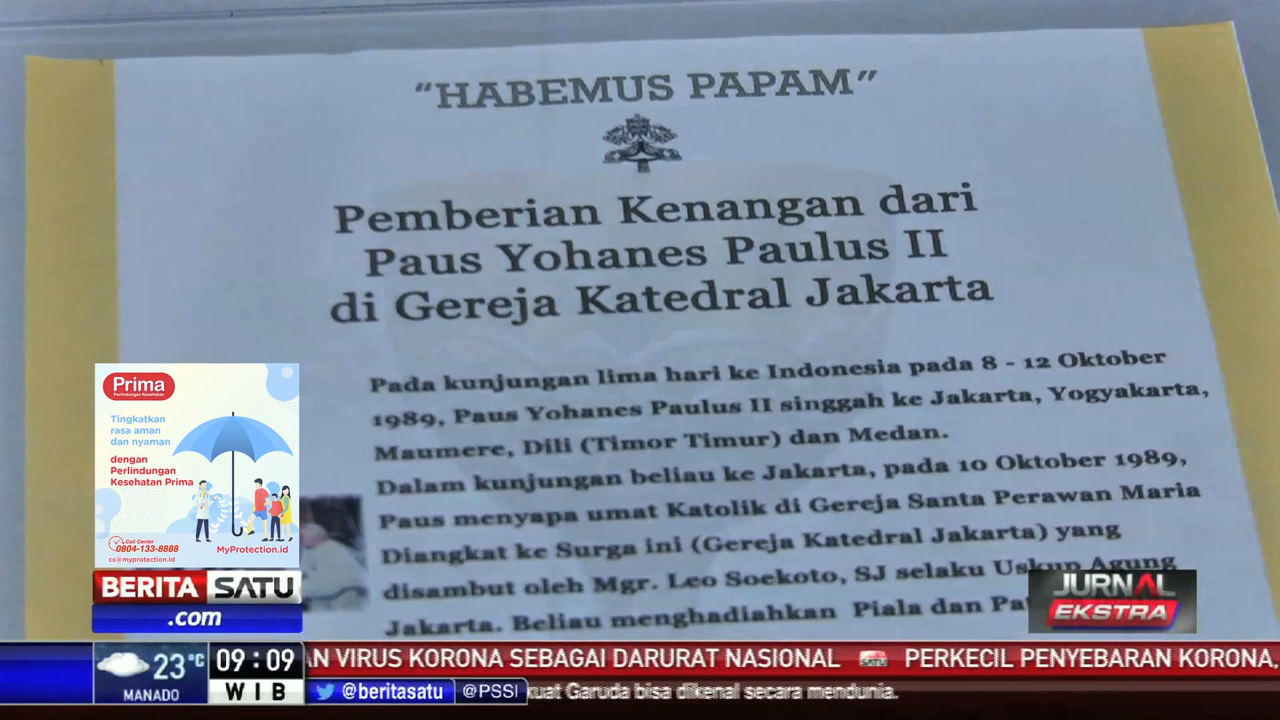 “HABEMUS PAPAM”
Pemberian Kenangan dari
Paus Yohanes Paulus II
di Gereja Katedral Jakarta
Pada kunjungan lima hari ke Indonesia pada 8 - 12 Oktober
1989, Paus Yohanes Paulus II singgah ke Jakarta, Yogyakarta,
Maumere, Dili (Timor Timur) dan Medan.
Dalam kunjungan beliau ke Jakarta, pada 10 Oktober 1989,
Paus menyapa umat Katolik di Gereja Santa Perawan Maria
Diangkat ke Surga ini (Gereja Katedral Jakarta) yang
disambut oleh Mgr. Leo Soekoto, SJ selaku Uskup Agung
Jakarta. Beliau menghadiahkan Piala dan
Prima
Perlindungan Kesehatan
Tingkatkan
rasa aman
dan nyaman
dengan
Perlindungan
Kesehatan Prima
Call Center
0804-133-8888
cs@myprotection.id
MyProtection.id
BERITA SATU
.com
JURNAL
EKSTRA
23°C
MANADO
09:09
WIB
VIRUS KORONA SEBAGAI DARURAT NASIONAL
PERKECIL PENYEBARAN KORONA,
@beritasatu
@PSSI
Garuda bisa dikenal secara mendunia.